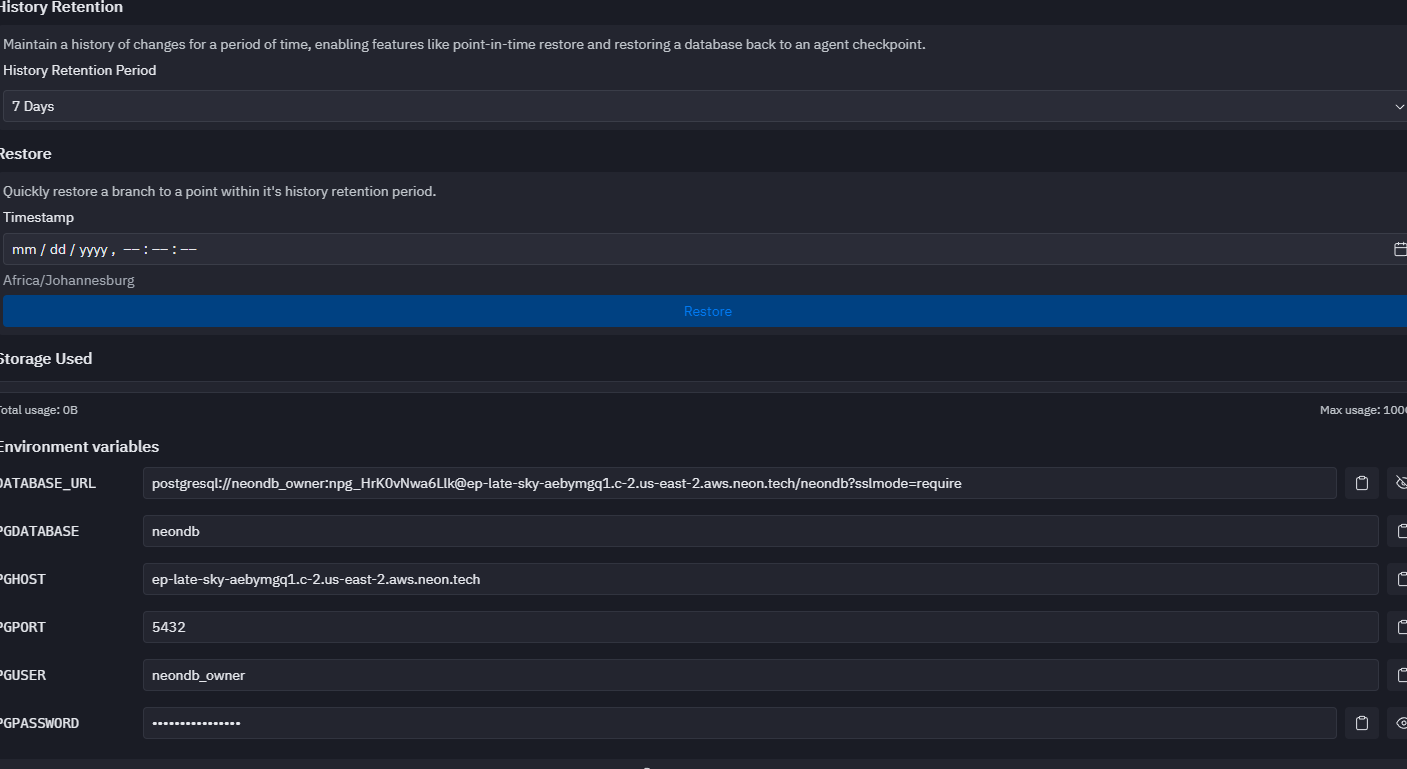 History Retention
Maintain a history of changes for a period of time, enabling features like point-in-time restore and restoring a database back to an agent checkpoint.
History Retention Period
7 Days
Restore
Quickly restore a branch to a point within it's history retention period.
Timestamp
mm / dd / yyyy , -- : -- : --
Africa/Johannesburg
Restore
Storage Used
Total usage: 0B Max usage: 100
Environment variables
DATABASE_URL postgresql://neondb_owner:npg_HrK0vNwa6Llk@ep-late-sky-aebymgq1.c-2.us-east-2.aws.neon.tech/neondb?sslmode=require
PGDATABASE neondb
PGHOST ep-late-sky-aebymgq1.c-2.us-east-2.aws.neon.tech
PGPORT 5432
PGUSER neondb_owner
PGPASSWORD ••••••••••••••••